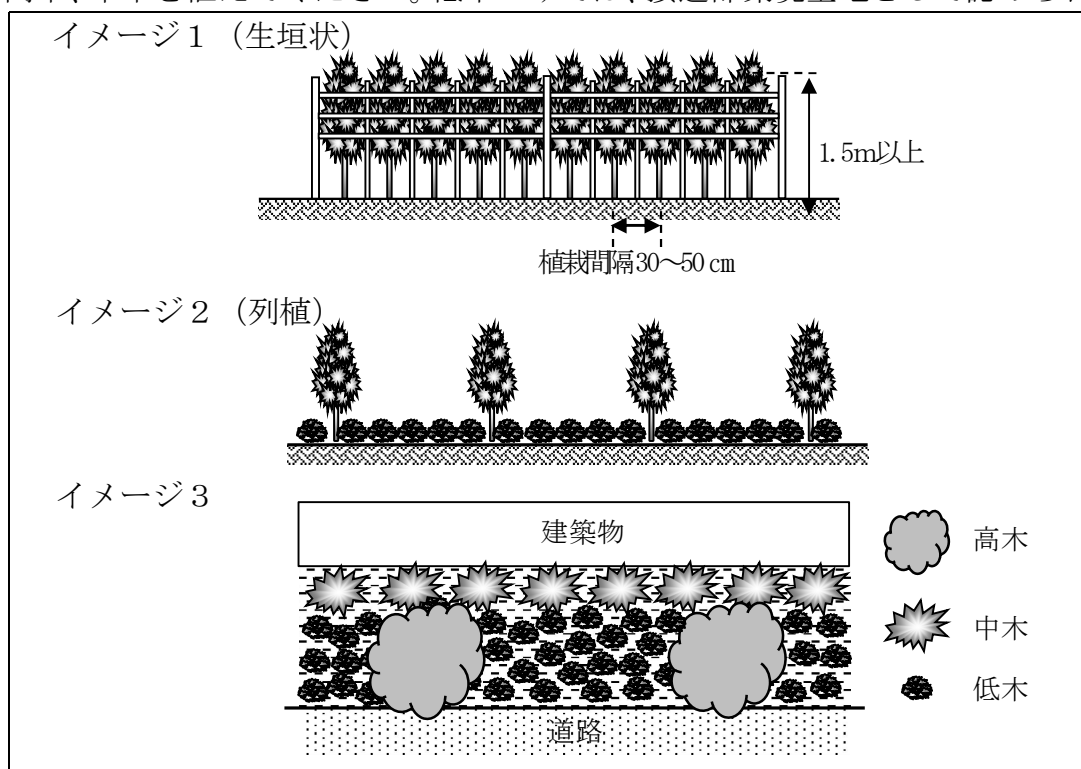 イメージ1（生垣状）
1.5m以上
植栽間隔30～50㎝
イメージ2（列植）
イメージ3
建築物
高木
中木
低木
道路